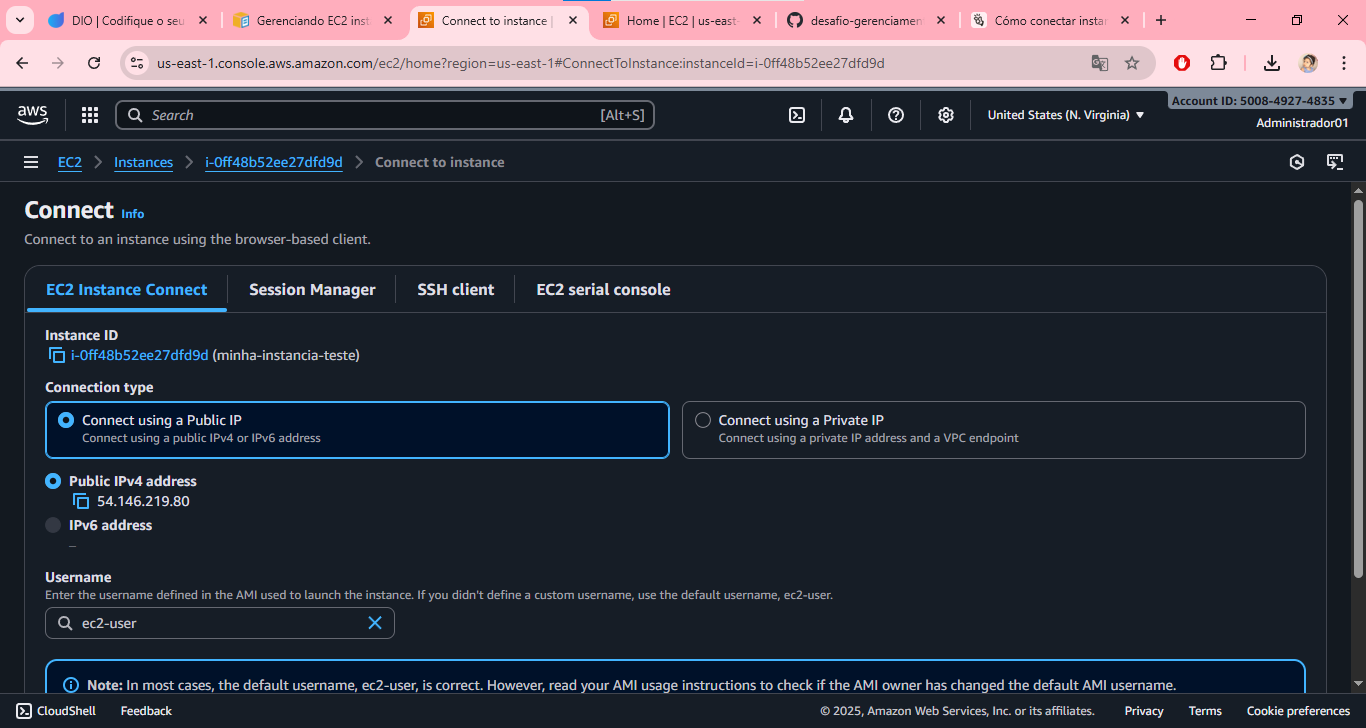 DIO | Codifique o seu
Gerenciando EC2 inst
Connect to instance |
Home | EC2 | us-east-
desafio-gerenciamen
Cómo conectar instan
us-east-1.console.aws.amazon.com/ec2/home?region=us-east-1#ConnectToInstance:instanceId=i-0ff48b52ee27dfd9d
aws
Search
[Alt+S]
United States (N. Virginia)
Account ID: 5008-4927-4835
Administrador01
EC2
Instances
i-0ff48b52ee27dfd9d
Connect to instance
Connect Info
Connect to an instance using the browser-based client.
EC2 Instance Connect
Session Manager
SSH client
EC2 serial console
Instance ID
i-0ff48b52ee27dfd9d (minha-instancia-teste)
Connection type
Connect using a Public IP
Connect using a public IPv4 or IPv6 address
Connect using a Private IP
Connect using a private IP address and a VPC endpoint
Public IPv4 address
54.146.219.80
IPv6 address
–
Username
Enter the username defined in the AMI used to launch the instance. If you didn't define a custom username, use the default username, ec2-user.
ec2-user
Note: In most cases, the default username, ec2-user, is correct. However, read your AMI usage instructions to check if the AMI owner has changed the default AMI username.
CloudShell
Feedback
© 2025, Amazon Web Services, Inc. or its affiliates.
Privacy
Terms
Cookie preferences